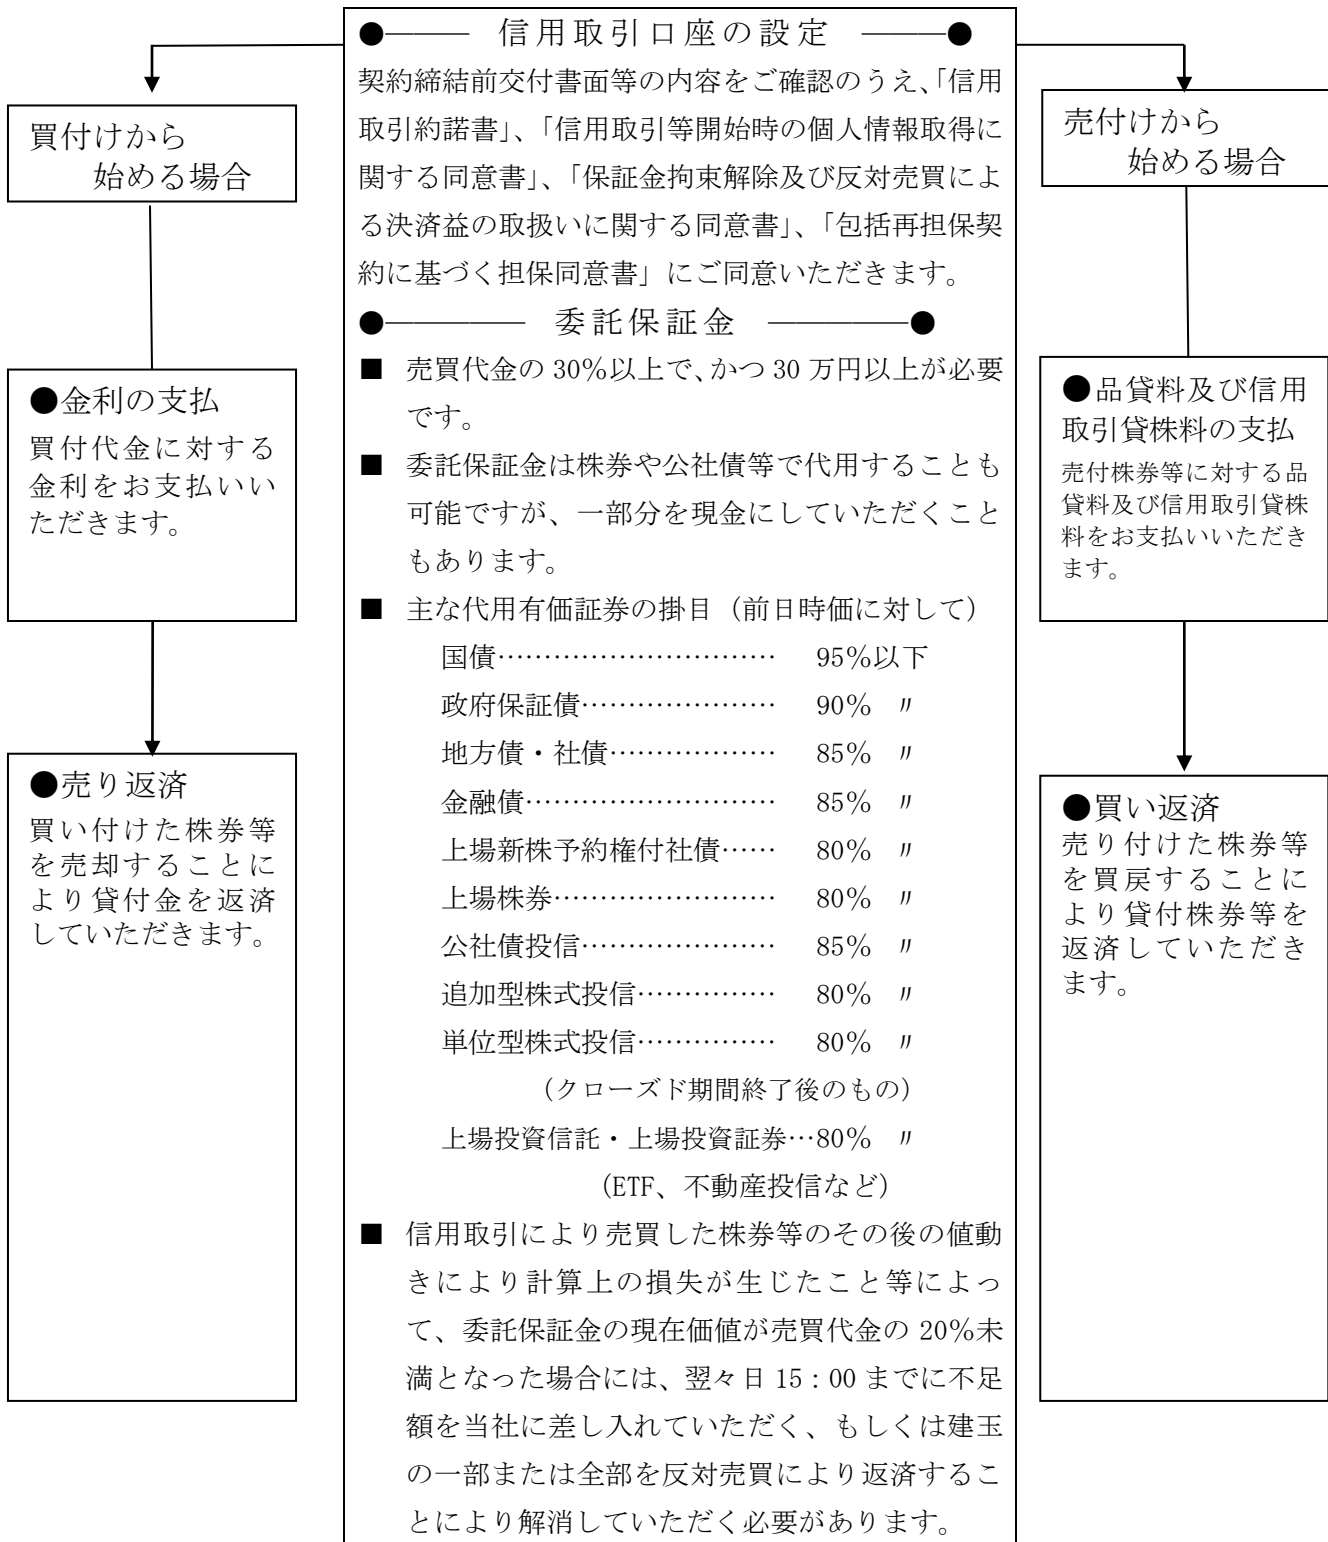 ●――― 信用取引口座の設定 ―――●
契約締結前交付書面等の内容をご確認のうえ、「信用
取引約諾書」、「信用取引等開始時の個人情報取得に
関する同意書」、「保証金拘束解除及び反対売買によ
る決済益の取扱いに関する同意書」、「包括再担保契
約に基づく担保同意書」にご同意いただきます。
●――――― 委託保証金 ―――――●
■ 売買代金の 30%以上で、かつ 30 万円以上が必要
です。
■ 委託保証金は株券や公社債等で代用することも
可能ですが、一部分を現金にしていただくこと
もあります。
■ 主な代用有価証券の掛目（前日時価に対して）
国債………………………… 95%以下
政府保証債………………… 90% 〃
地方債・社債……………… 85% 〃
金融債……………………… 85% 〃
上場新株予約権付社債…… 80% 〃
上場株券…………………… 80% 〃
公社債投信………………… 85% 〃
追加型株式投信…………… 80% 〃
単位型株式投信…………… 80% 〃
（クローズド期間終了後のもの）
上場投資信託・上場投資証券…80% 〃
（ETF、不動産投信など）
■ 信用取引により売買した株券等のその後の値動
きにより計算上の損失が生じたこと等によっ
て、委託保証金の現在価値が売買代金の 20%未
満となった場合には、翌々日 15：00 までに不足
額を当社に差し入れていただく、もしくは建玉
の一部または全部を反対売買により返済するこ
とにより解消していただく必要があります。
買付けから
始める場合
●金利の支払
買付代金に対する
金利をお支払いい
ただきます。
●売り返済
買い付けた株券等
を売却することに
より貸付金を返済
していただきます。
売付けから
始める場合
●品貸料及び信用
取引貸株料の支払
売付株券等に対する品
貸料及び信用取引貸株
料をお支払いいただき
ます。
●買い返済
売り付けた株券等
を買戻することに
より貸付株券等を
返済していただき
ます。